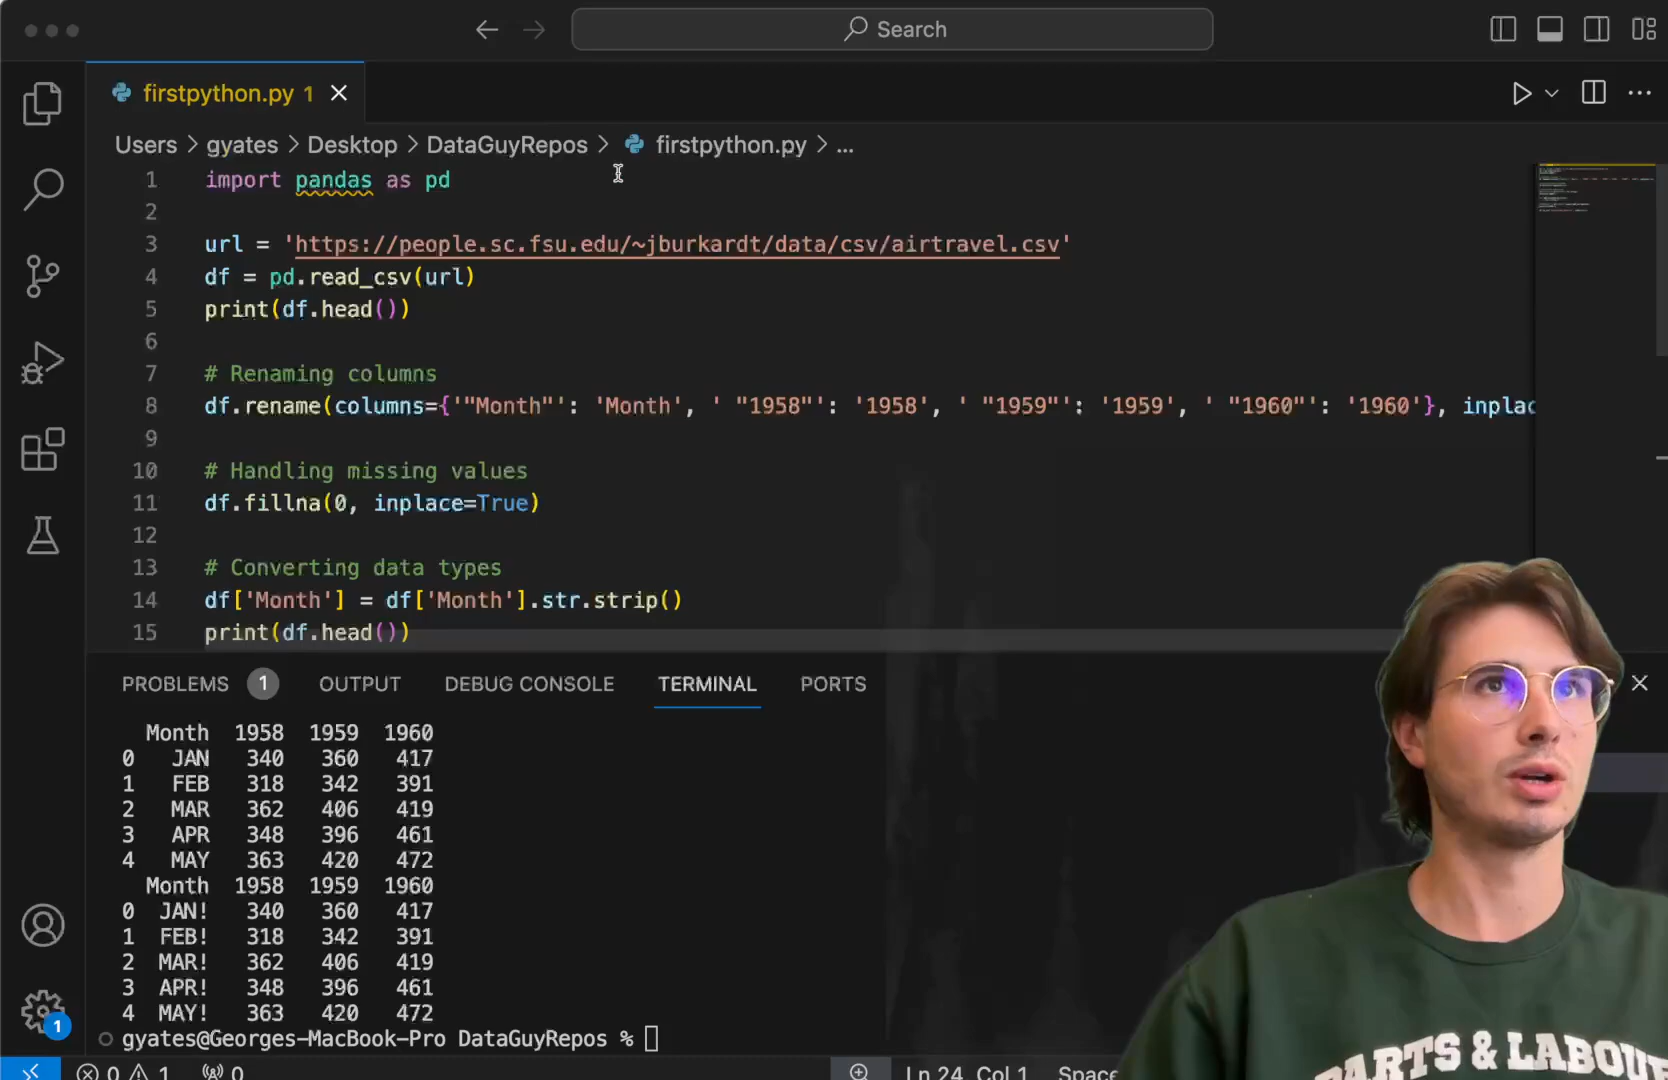 Search
firstpython.py 1
Users > gyates > Desktop > DataGuyRepos > firstpython.py > ...
1 import pandas as pd
2
3 url = 'https://people.sc.fsu.edu/~jburkardt/data/csv/airtravel.csv'
4 df = pd.read_csv(url)
5 print(df.head())
6
7 # Renaming columns
8 df.rename(columns={'"Month"': 'Month', ' "1958"': '1958', ' "1959"': '1959', ' "1960"': '1960'}, inplac
9
10 # Handling missing values
11 df.fillna(0, inplace=True)
12
13 # Converting data types
14 df['Month'] = df['Month'].str.strip()
15 print(df.head())
PROBLEMS 1 OUTPUT DEBUG CONSOLE TERMINAL PORTS
Month 1958 1959 1960
0 JAN 340 360 417
1 FEB 318 342 391
2 MAR 362 406 419
3 APR 348 396 461
4 MAY 363 420 472
Month 1958 1959 1960
0 JAN! 340 360 417
1 FEB! 318 342 391
2 MAR! 362 406 419
3 APR! 348 396 461
4 MAY! 363 420 472
gyates@Georges-MacBook-Pro DataGuyRepos %
1
0 1 0 Ln 24, Col 1 Space
PARTS & LABOU